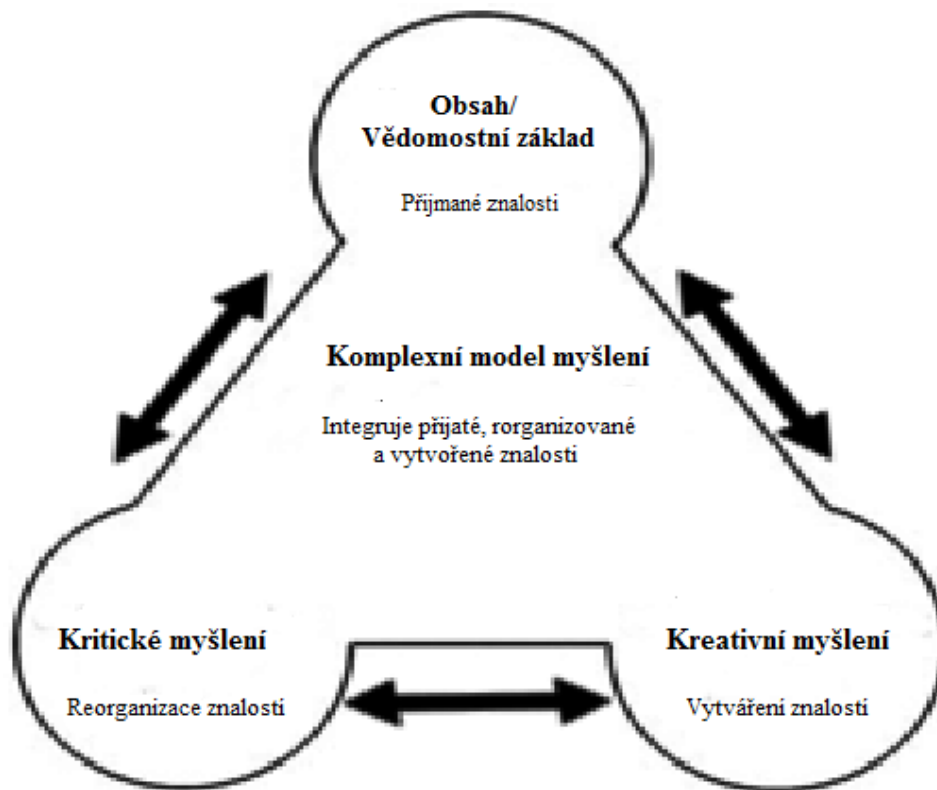 Obsah/
Vědomostní základ
Přijmané znalosti
Komplexní model myšlení
Integruje přijaté, rorganizované
a vytvořené znalosti
Kritické myšlení
Reorganizace znalostí
Kreativní myšlení
Vytváření znalostí